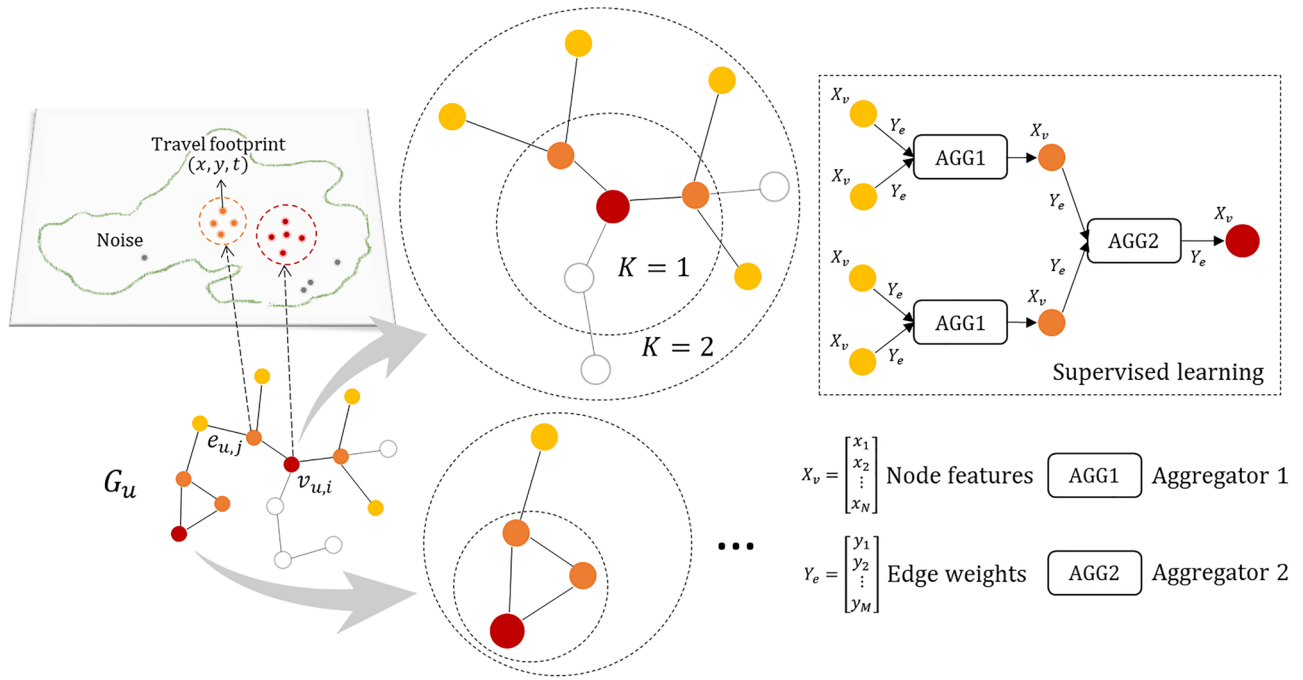 Travel footprint
(x, y, t)
Noise
e_{u,j}
v_{u,i}
G_u
K = 1
K = 2
X_v
Y_e
AGG1
X_v
X_v
Y_e
Y_e
AGG2
X_v
Y_e
X_v
Y_e
AGG1
X_v
Y_e
X_v
Y_e
Supervised learning
X_v = [x_1 x_2 ⋮ x_N] Node features
AGG1 Aggregator 1
...
Y_e = [y_1 y_2 ⋮ y_M] Edge weights
AGG2 Aggregator 2